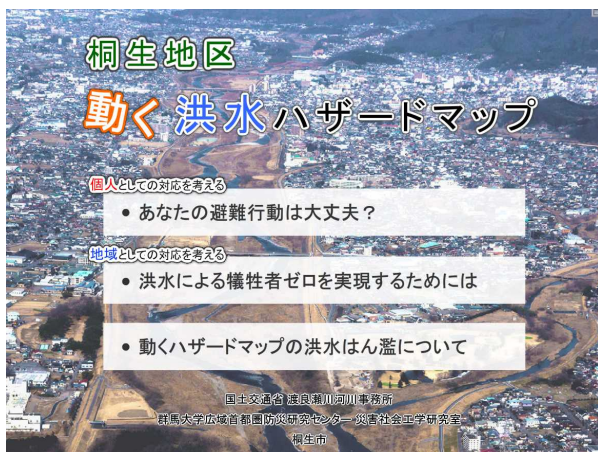 桐生地区
動く 洪水ハザードマップ
個人としての対応を考える
• あなたの避難行動は大丈夫？
地域としての対応を考える
• 洪水による犠牲者ゼロを実現するためには
• 動くハザードマップの洪水はん濫について
国土交通省 渡良瀬川河川事務所
群馬大学広域首都圏防災研究センター 災害社会工学研究室
桐生市